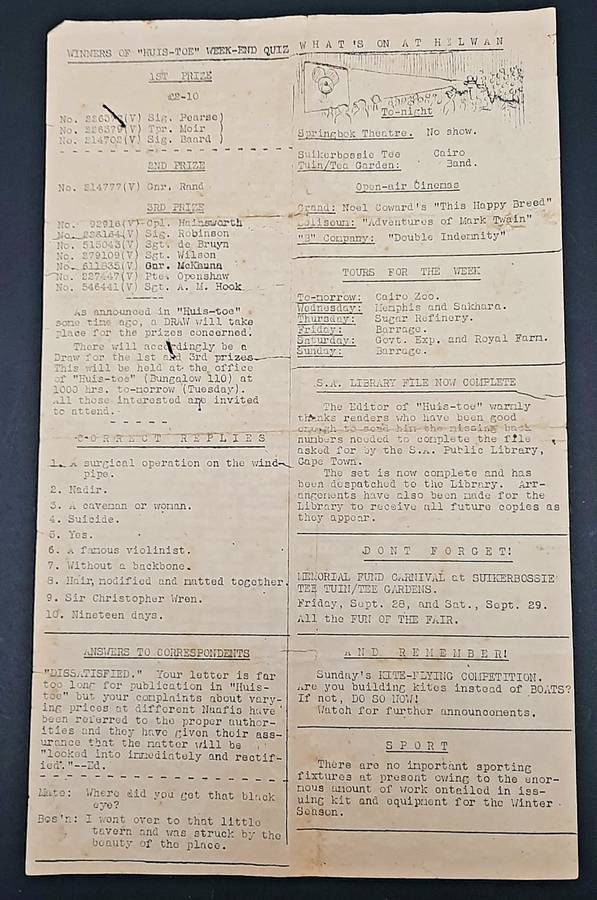 WINNERS OF "HUIS-TOE" WEEK-END QUIZ
1ST PRIZE
£2-10
(V) Sig. Pearse)
No. 226379(V) Tpr. Moir )
No. 214702(V) Sig. Baard )
2ND PRIZE
No. 214777(V) Gnr. Rand
3RD PRIZE
No. 92916(V) Cpl. Hainsworth
No. (V) Sig. Robinson
No. 515043(V) Sgt. de Bruyn
No. 279109(V) Sgt. Wilson
No. 611835(V) Gnr. McKenna
No. 227447(V) Pte. Openshaw
No. 546441(V) Sgt. A. M. Hook
As announced in "Huis-toe"
some time ago, a DRAW will take
place for the prizes concerned.
There will accordingly be a
Draw for the 1st and 3rd prizes.
This will be held at the office
of "Huis-toe" (Bungalow 110) at
1000 hrs. to-morrow (Tuesday).
All those interested are invited
to attend.
CORRECT REPLIES
1. A surgical operation on the wind-
pipe.
2. Nadir.
3. A caveman or woman.
4. Suicide.
5. Yes.
6. A famous violinist.
7. Without a backbone.
8. Hair, modified and matted together.
9. Sir Christopher Wren.
10. Nineteen days.
ANSWERS TO CORRESPONDENTS
"DISSATISFIED." Your letter is far
too long for publication in "Huis-
toe" but your complaints about vary-
ing prices at different Naafis have
been referred to the proper author-
ities and they have given their ass-
urance that the matter will be
"looked into immediately and rectif-
ied."--Ed.
Mate: Where did you get that black
eye?
Bos'n: I went over to that little
tavern and was struck by the
beauty of the place.
WHAT'S ON AT HELWAN
To-night
Springbok Theatre. No show.
Suikerbossie Tee Cairo
Tuin/Tea Garden: Band.
Open-air Cinemas
Grand: Noel Coward's "This Happy Breed"
Coliseum: "Adventures of Mark Twain"
"B" Company: "Double Indemnity"
TOURS FOR THE WEEK
To-morrow: Cairo Zoo.
Wednesday: Memphis and Sakhara.
Thursday: Sugar Refinery.
Friday: Barrage.
Saturday: Govt. Exp. and Royal Farm.
Sunday: Barrage.
S.A. LIBRARY FILE NOW COMPLETE
The Editor of "Huis-toe" warmly
thanks readers who have been good
enough to send him the missing back
numbers needed to complete the file
asked for by the S.A. Public Library,
Cape Town.
The set is now complete and has
been despatched to the Library. Arr-
angements have also been made for the
Library to receive all future copies as
they appear.
DONT FORGET!
MEMORIAL FUND CARNIVAL at SUIKERBOSSIE
TEE TUIN/TEE GARDENS.
Friday, Sept. 28, and Sat., Sept. 29.
All the FUN OF THE FAIR.
AND REMEMBER!
Sunday's KITE-FLYING COMPETITION.
Are you building kites instead of BOATS?
If not, DO SO NOW!
Watch for further announcements.
SPORT
There are no important sporting
fixtures at present owing to the enor-
mous amount of work entailed in iss-
uing kit and equipment for the Winter
Season.